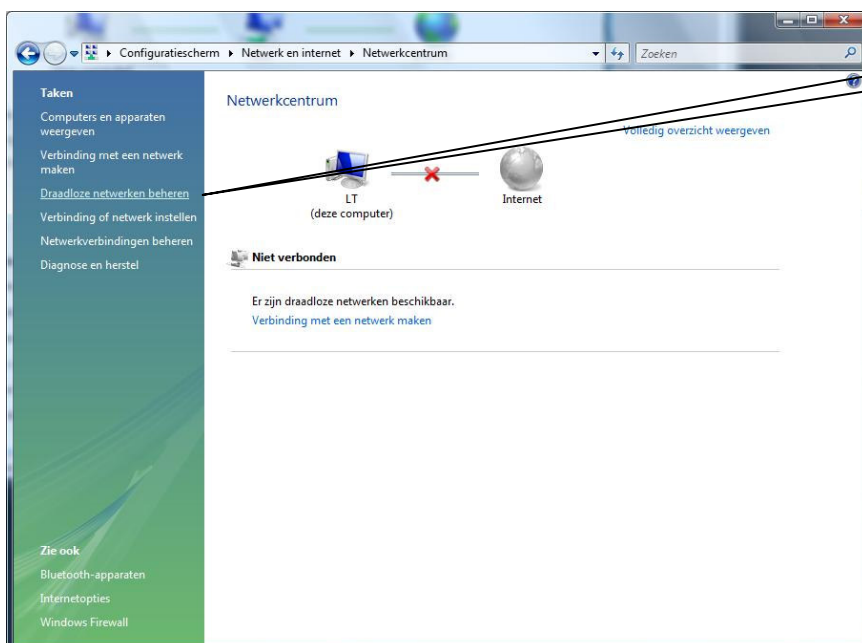 Configuratiescherm ▸ Netwerk en internet ▸ Netwerkcentrum
Zoeken
Taken
Computers en apparaten
weergeven
Verbinding met een netwerk
maken
Draadloze netwerken beheren
Verbinding of netwerk instellen
Netwerkverbindingen beheren
Diagnose en herstel
Zie ook
Bluetooth-apparaten
Internetopties
Windows Firewall
Netwerkcentrum
Volledig overzicht weergeven
LT
(deze computer)
Internet
Niet verbonden
Er zijn draadloze netwerken beschikbaar.
Verbinding met een netwerk maken